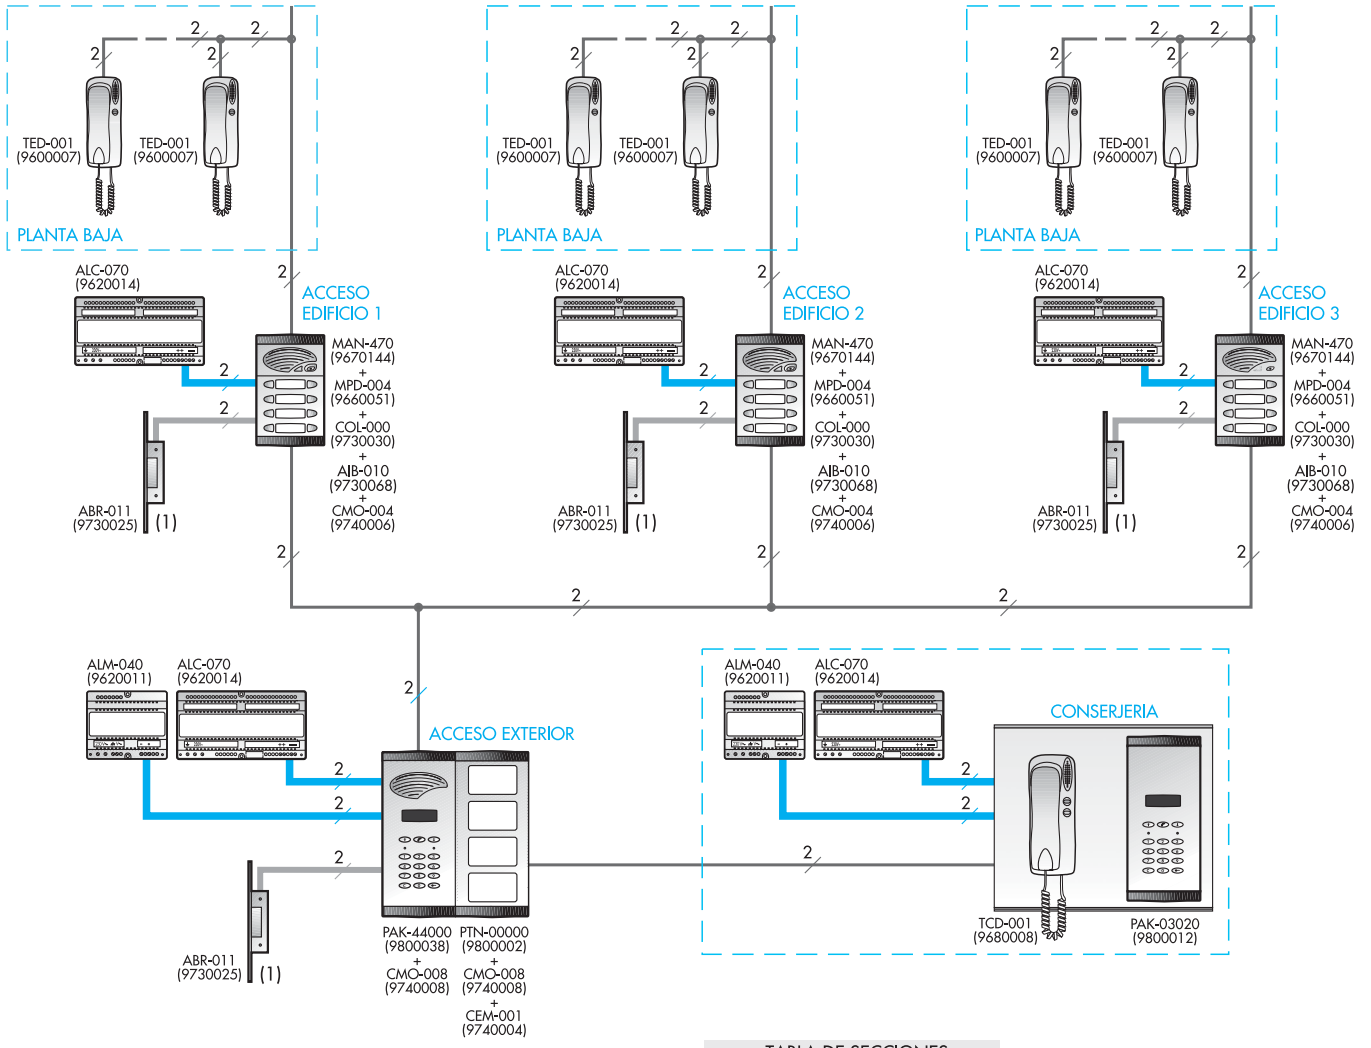 2
2
2
2
2
TED-001
(9600007)
TED-001
(9600007)
PLANTA BAJA
2
2
2
2
2
TED-001
(9600007)
TED-001
(9600007)
PLANTA BAJA
2
2
2
2
2
TED-001
(9600007)
TED-001
(9600007)
PLANTA BAJA
ALC-070
(9620014)
ACCESO
EDIFICIO 1
2
2
MAN-470
(9670144)
+
MPD-004
(9660051)
+
COL-000
(9730030)
+
AIB-010
(9730068)
+
CMO-004
(9740006)
ABR-011
(9730025)
(1)
2
ALC-070
(9620014)
ACCESO
EDIFICIO 2
2
2
MAN-470
(9670144)
+
MPD-004
(9660051)
+
COL-000
(9730030)
+
AIB-010
(9730068)
+
CMO-004
(9740006)
ABR-011
(9730025)
(1)
2
ALC-070
(9620014)
ACCESO
EDIFICIO 3
2
2
MAN-470
(9670144)
+
MPD-004
(9660051)
+
COL-000
(9730030)
+
AIB-010
(9730068)
+
CMO-004
(9740006)
ABR-011
(9730025)
(1)
2
2
2
ALM-040
(9620011)
ALC-070
(9620014)
2
ACCESO EXTERIOR
2
2
2
ABR-011
(9730025)
(1)
PAK-44000
(9800038)
+
CMO-008
(9740008)
PTN-00000
(9800002)
+
CMO-008
(9740008)
+
CEM-001
(9740004)
2
ALM-040
(9620011)
ALC-070
(9620014)
CONSERJERIA
2
2
TCD-001
(9680008)
PAK-03020
(9800012)
TABLA DE SECCIONES